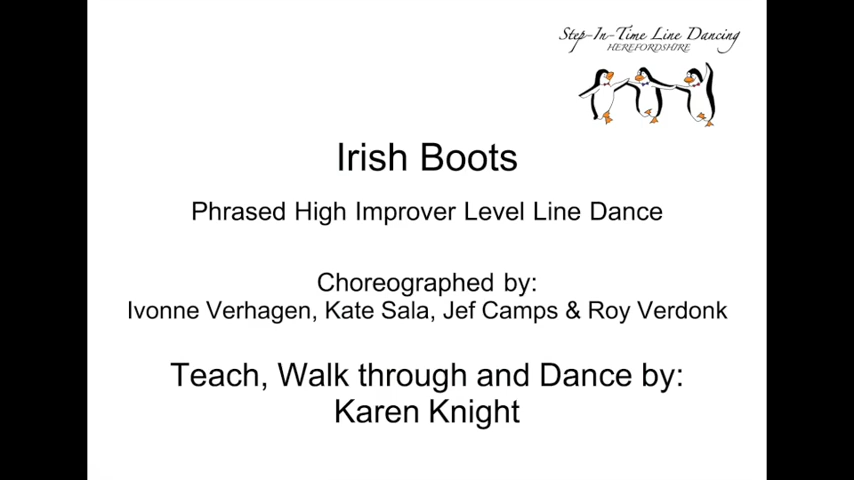 Step-In-Time Line Dancing
HEREFORDSHIRE
Irish Boots
Phrased High Improver Level Line Dance
Choreographed by:
Ivonne Verhagen, Kate Sala, Jef Camps & Roy Verdonk
Teach, Walk through and Dance by:
Karen Knight